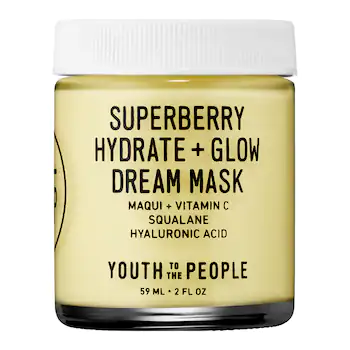 SUPERBERRY
HYDRATE + GLOW
DREAM MASK
MAQUI + VITAMIN C
SQUALANE
HYALURONIC ACID
YOUTH TO THE PEOPLE
59 ML • 2 FL OZ